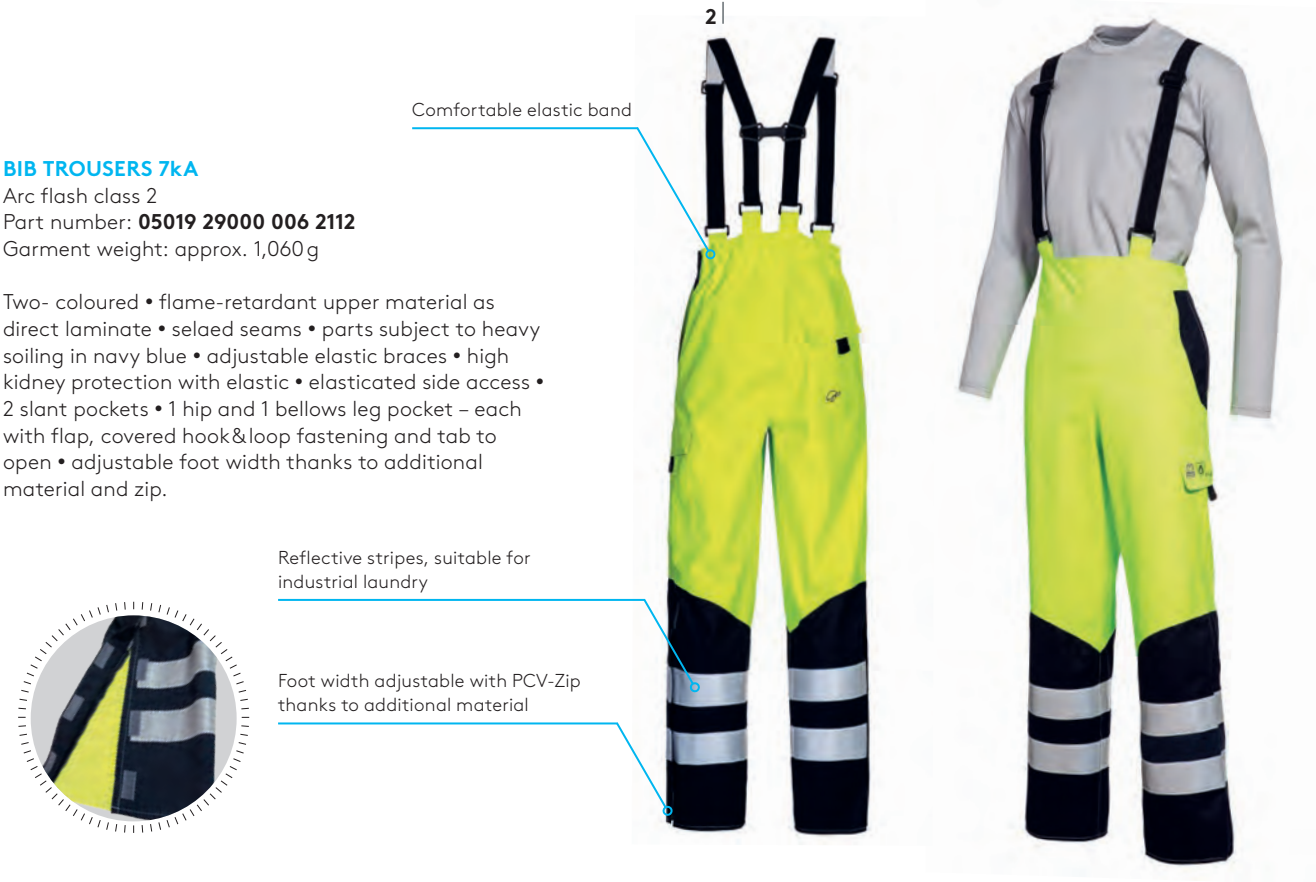 2
Comfortable elastic band
BIB TROUSERS 7kA
Arc flash class 2
Part number: 05019 29000 006 2112
Garment weight: approx. 1,060 g
Two- coloured • flame-retardant upper material as
direct laminate • selaed seams • parts subject to heavy
soiling in navy blue • adjustable elastic braces • high
kidney protection with elastic • elasticated side access •
2 slant pockets • 1 hip and 1 bellows leg pocket – each
with flap, covered hook&loop fastening and tab to
open • adjustable foot width thanks to additional
material and zip.
Reflective stripes, suitable for
industrial laundry
Foot width adjustable with PCV-Zip
thanks to additional material